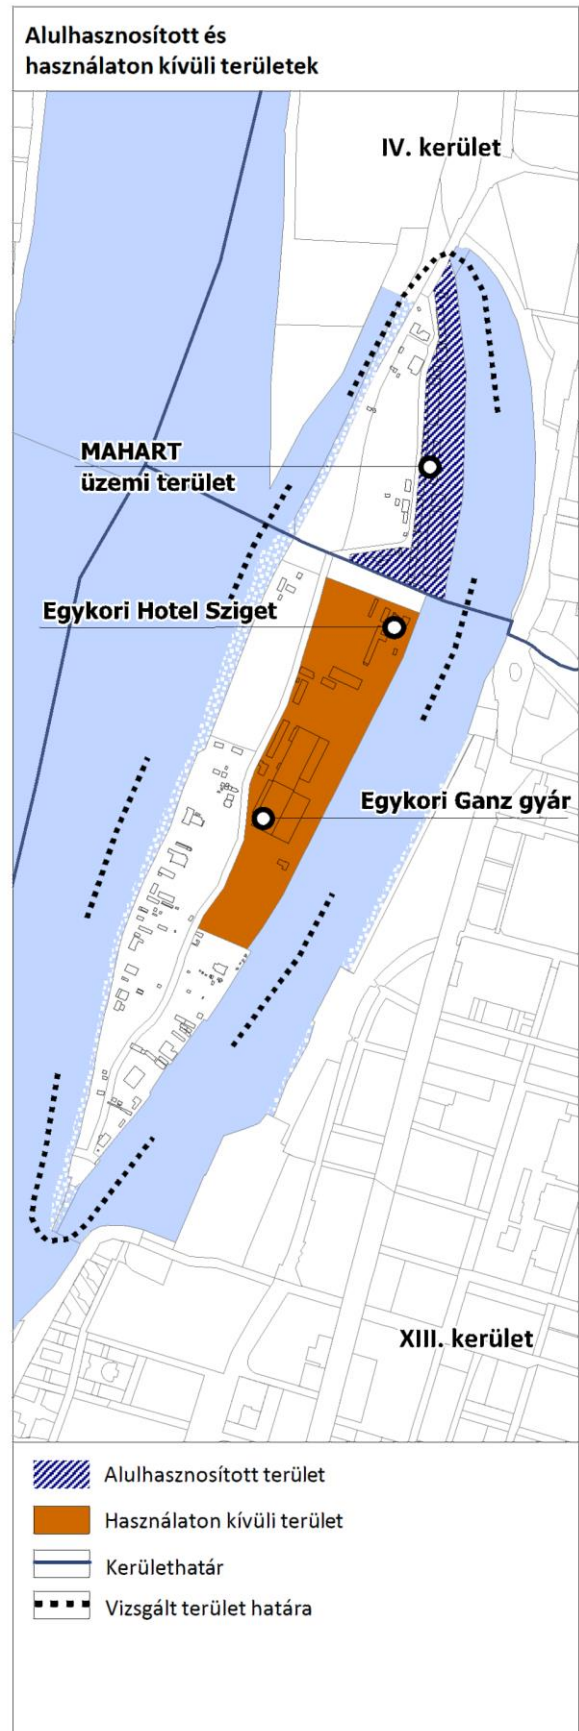 Alulhasznosított és
használaton kívüli területek
IV. kerület
MAHART
üzemi terület
Egykori Hotel Sziget
Egykori Ganz gyár
XIII. kerület
Alulhasznosított terület
Használaton kívüli terület
Kerülethatár
Vizsgált terület határa